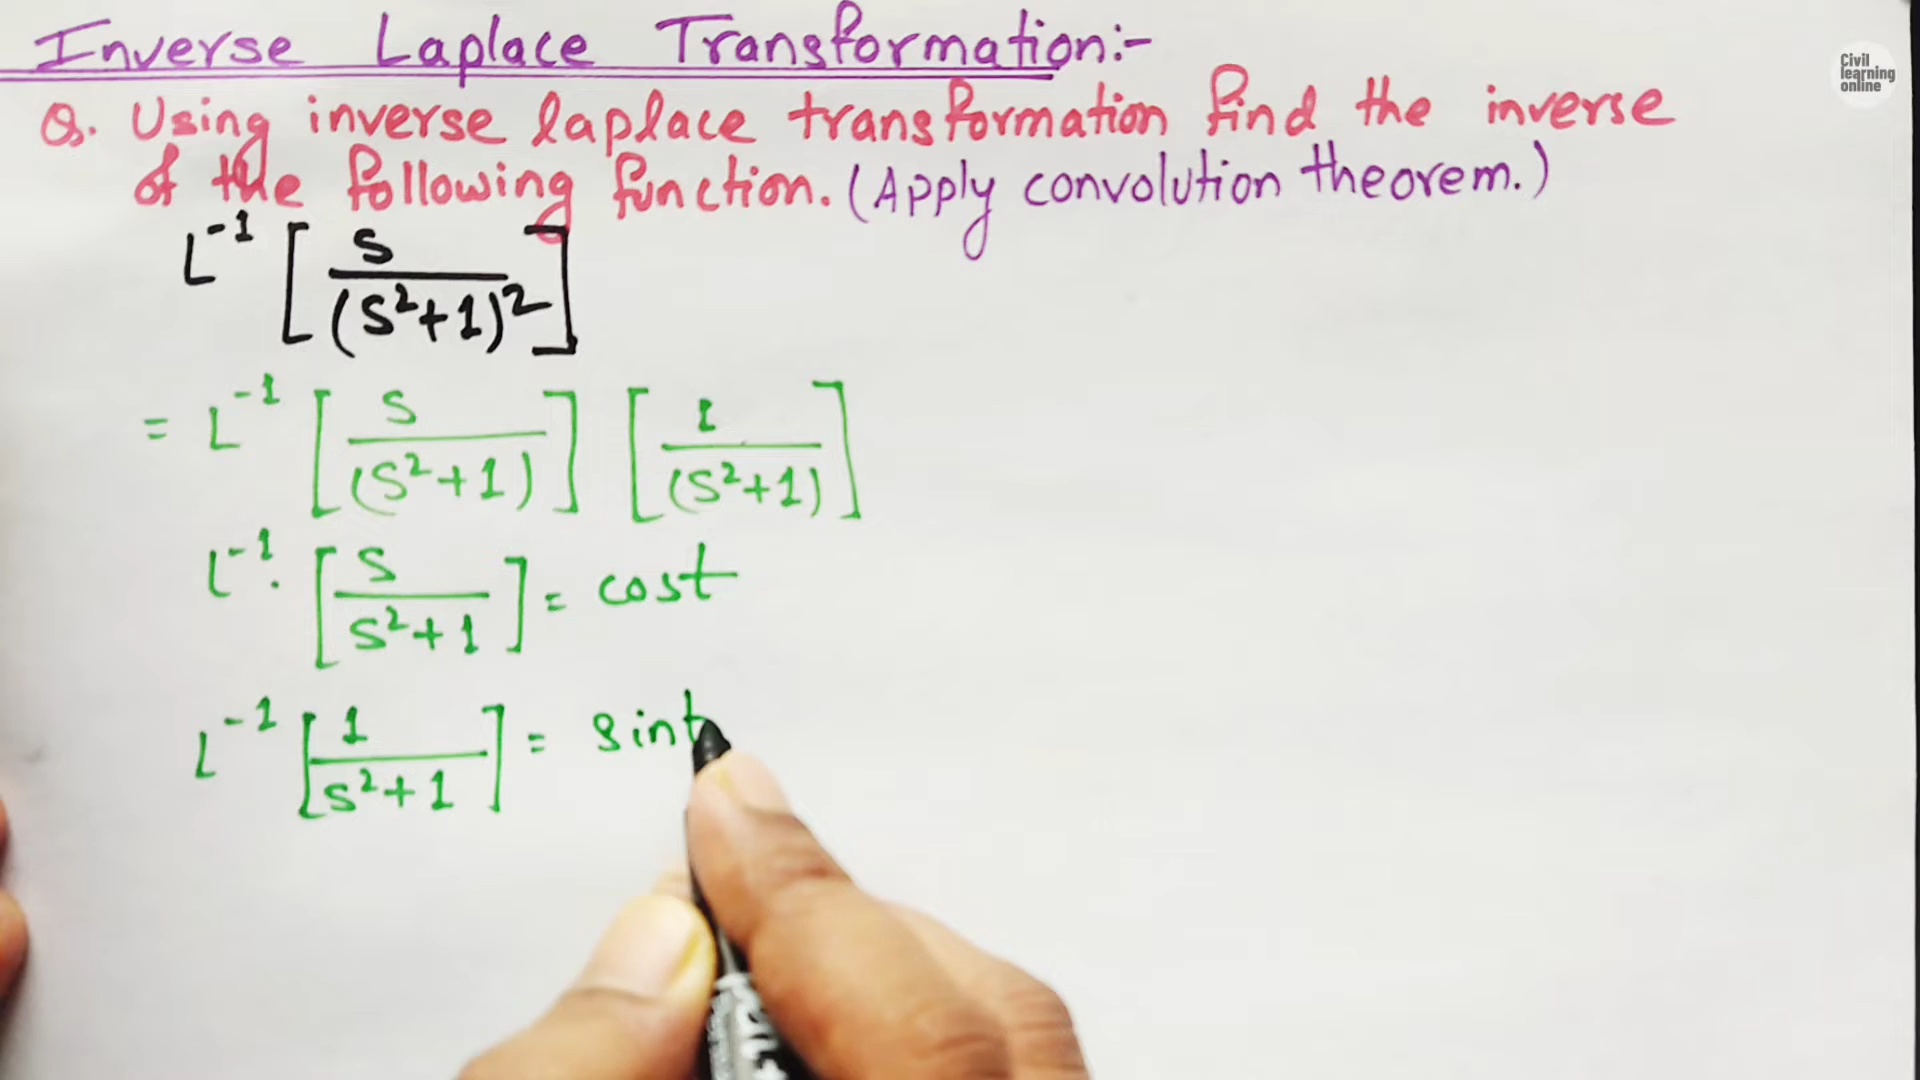 Inverse Laplace Transformation:-
Q. Using inverse laplace transformation find the inverse
of the following function. (Apply convolution theorem.)
L⁻¹ [s/(s²+1)²]
= L⁻¹ [s/(s²+1)] [1/(s²+1)]
L⁻¹. [s/s²+1] = cost
L⁻¹ [1/s²+1] = sint
Civil
learning
online